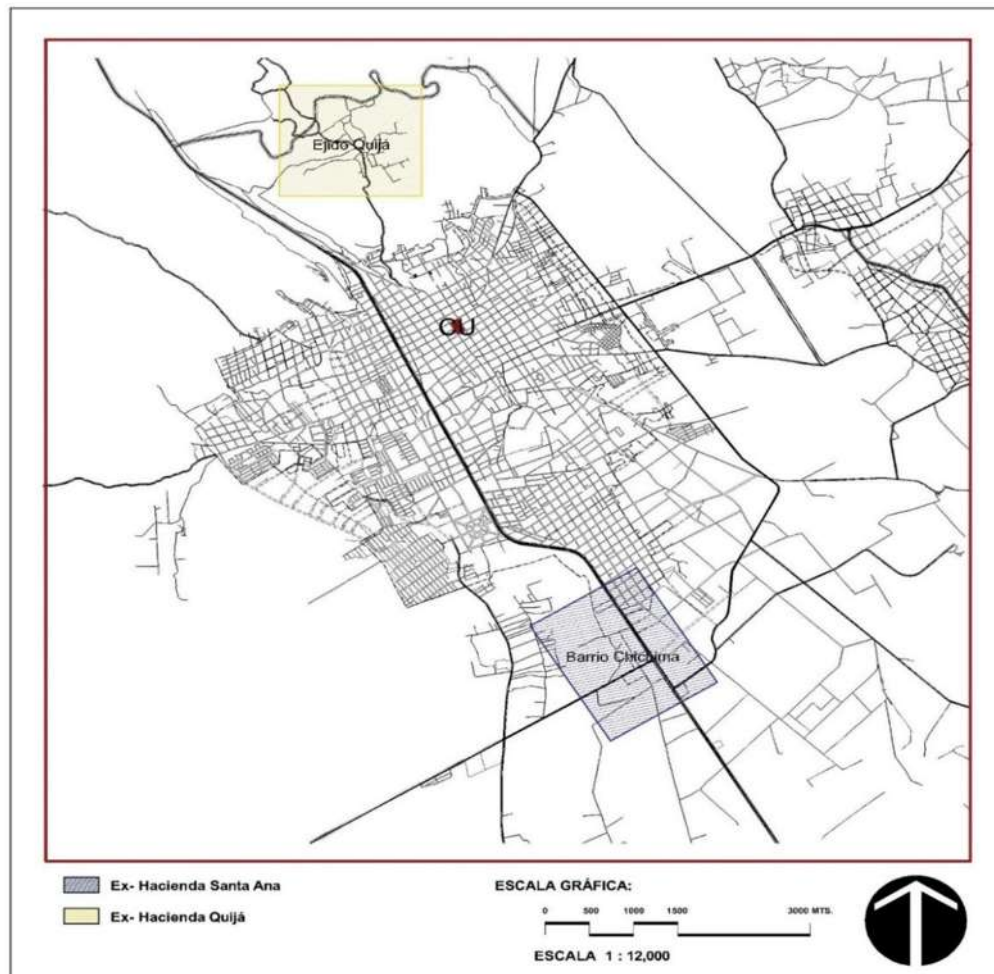 Ejido Quijá
CU
Barrio Chichima
Ex- Hacienda Santa Ana
Ex- Hacienda Quijá
ESCALA GRÁFICA:
0 500 1000 1500 3000 MTS.
ESCALA 1 : 12,000